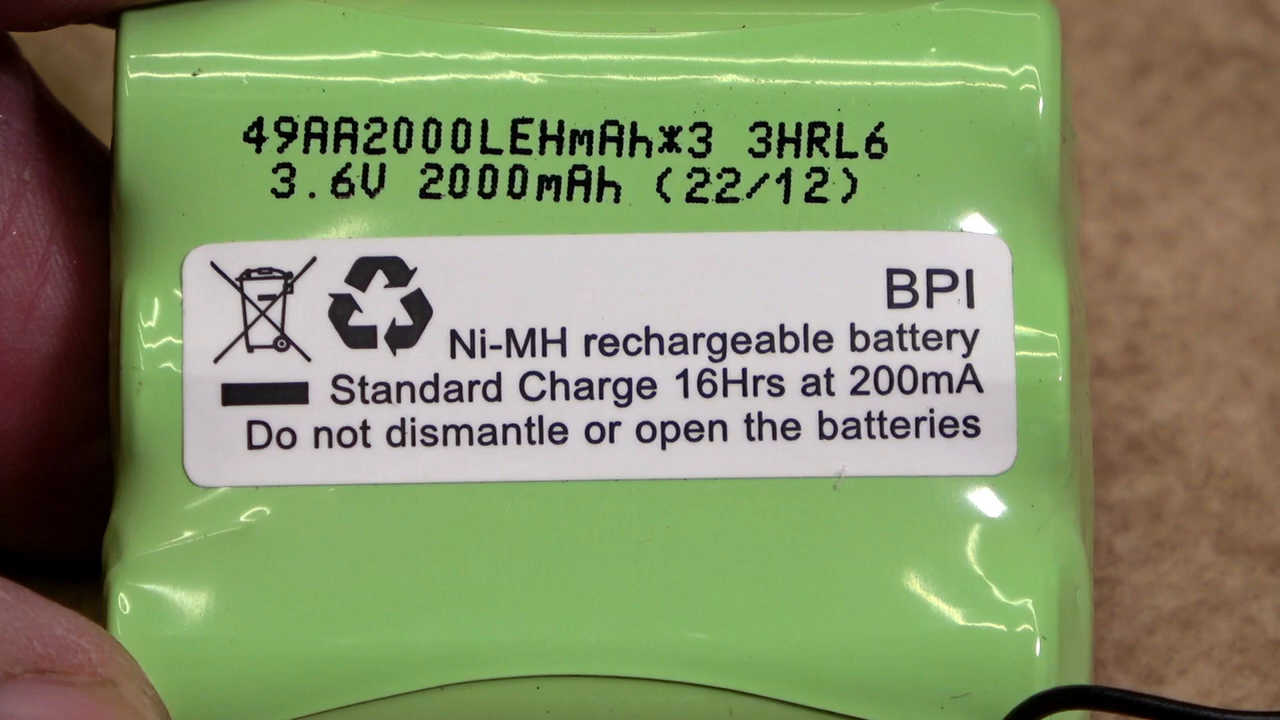 49AA2000LEHmAh*3 3HRL6
3.6V 2000mAh (22/12)
BPI
Ni-MH rechargeable battery
Standard Charge 16Hrs at 200mA
Do not dismantle or open the batteries